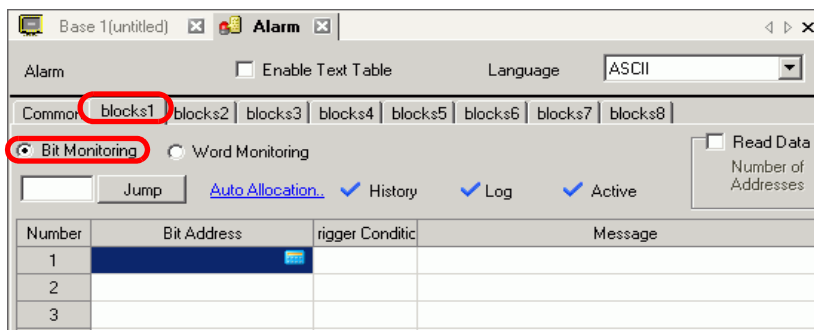 Base 1(untitled) Alarm
Alarm Enable Text Table Language ASCII
Common blocks1 blocks2 blocks3 blocks4 blocks5 blocks6 blocks7 blocks8
Bit Monitoring Word Monitoring Read Data
Number of
Addresses
Jump Auto Allocation.. History Log Active
Number Bit Address rigger Conditic Message
1
2
3